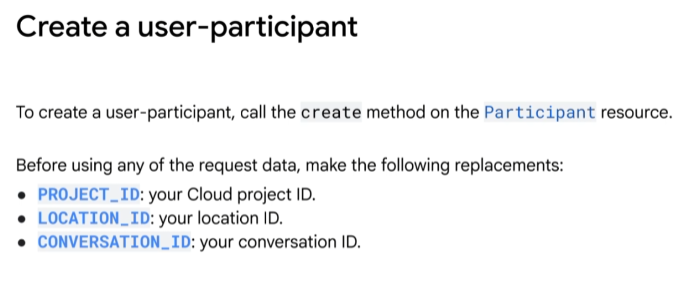 Create a user-participant
To create a user-participant, call the create method on the Participant resource.
Before using any of the request data, make the following replacements:
• PROJECT_ID: your Cloud project ID.
• LOCATION_ID: your location ID.
• CONVERSATION_ID: your conversation ID.